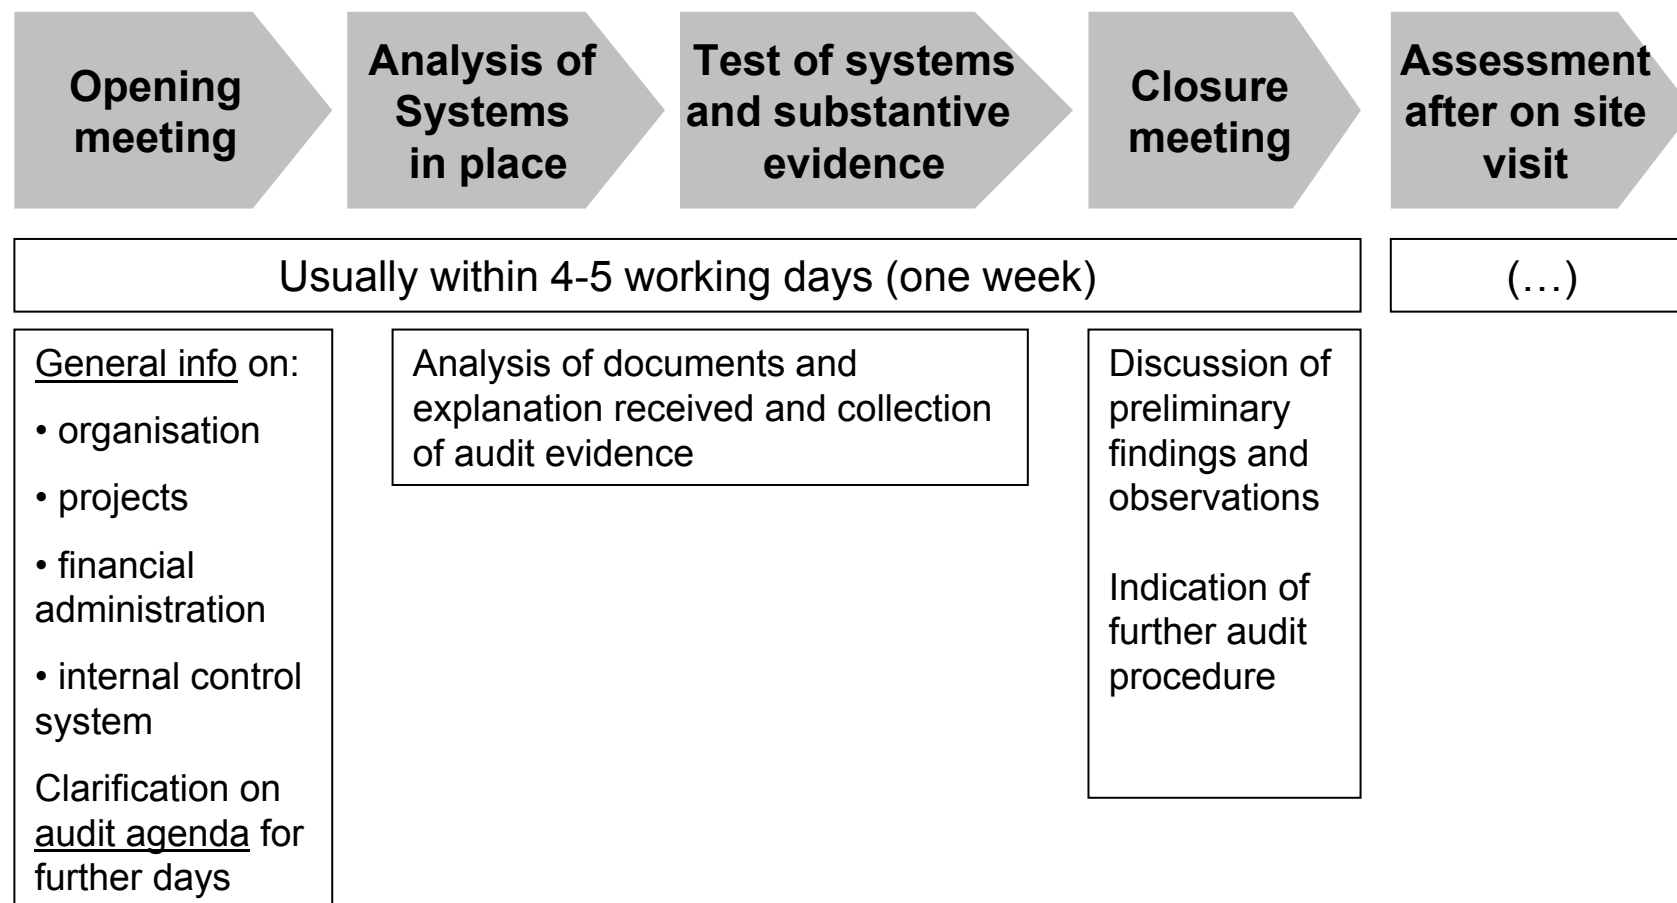 Opening
meeting
Analysis of
Systems
in place
Test of systems
and substantive
evidence
Closure
meeting
Assessment
after on site
visit
Usually within 4-5 working days (one week)
(…)
General info on:
• organisation
• projects
• financial
administration
• internal control
system
Clarification on
audit agenda for
further days
Analysis of documents and
explanation received and collection
of audit evidence
Discussion of
preliminary
findings and
observations
Indication of
further audit
procedure